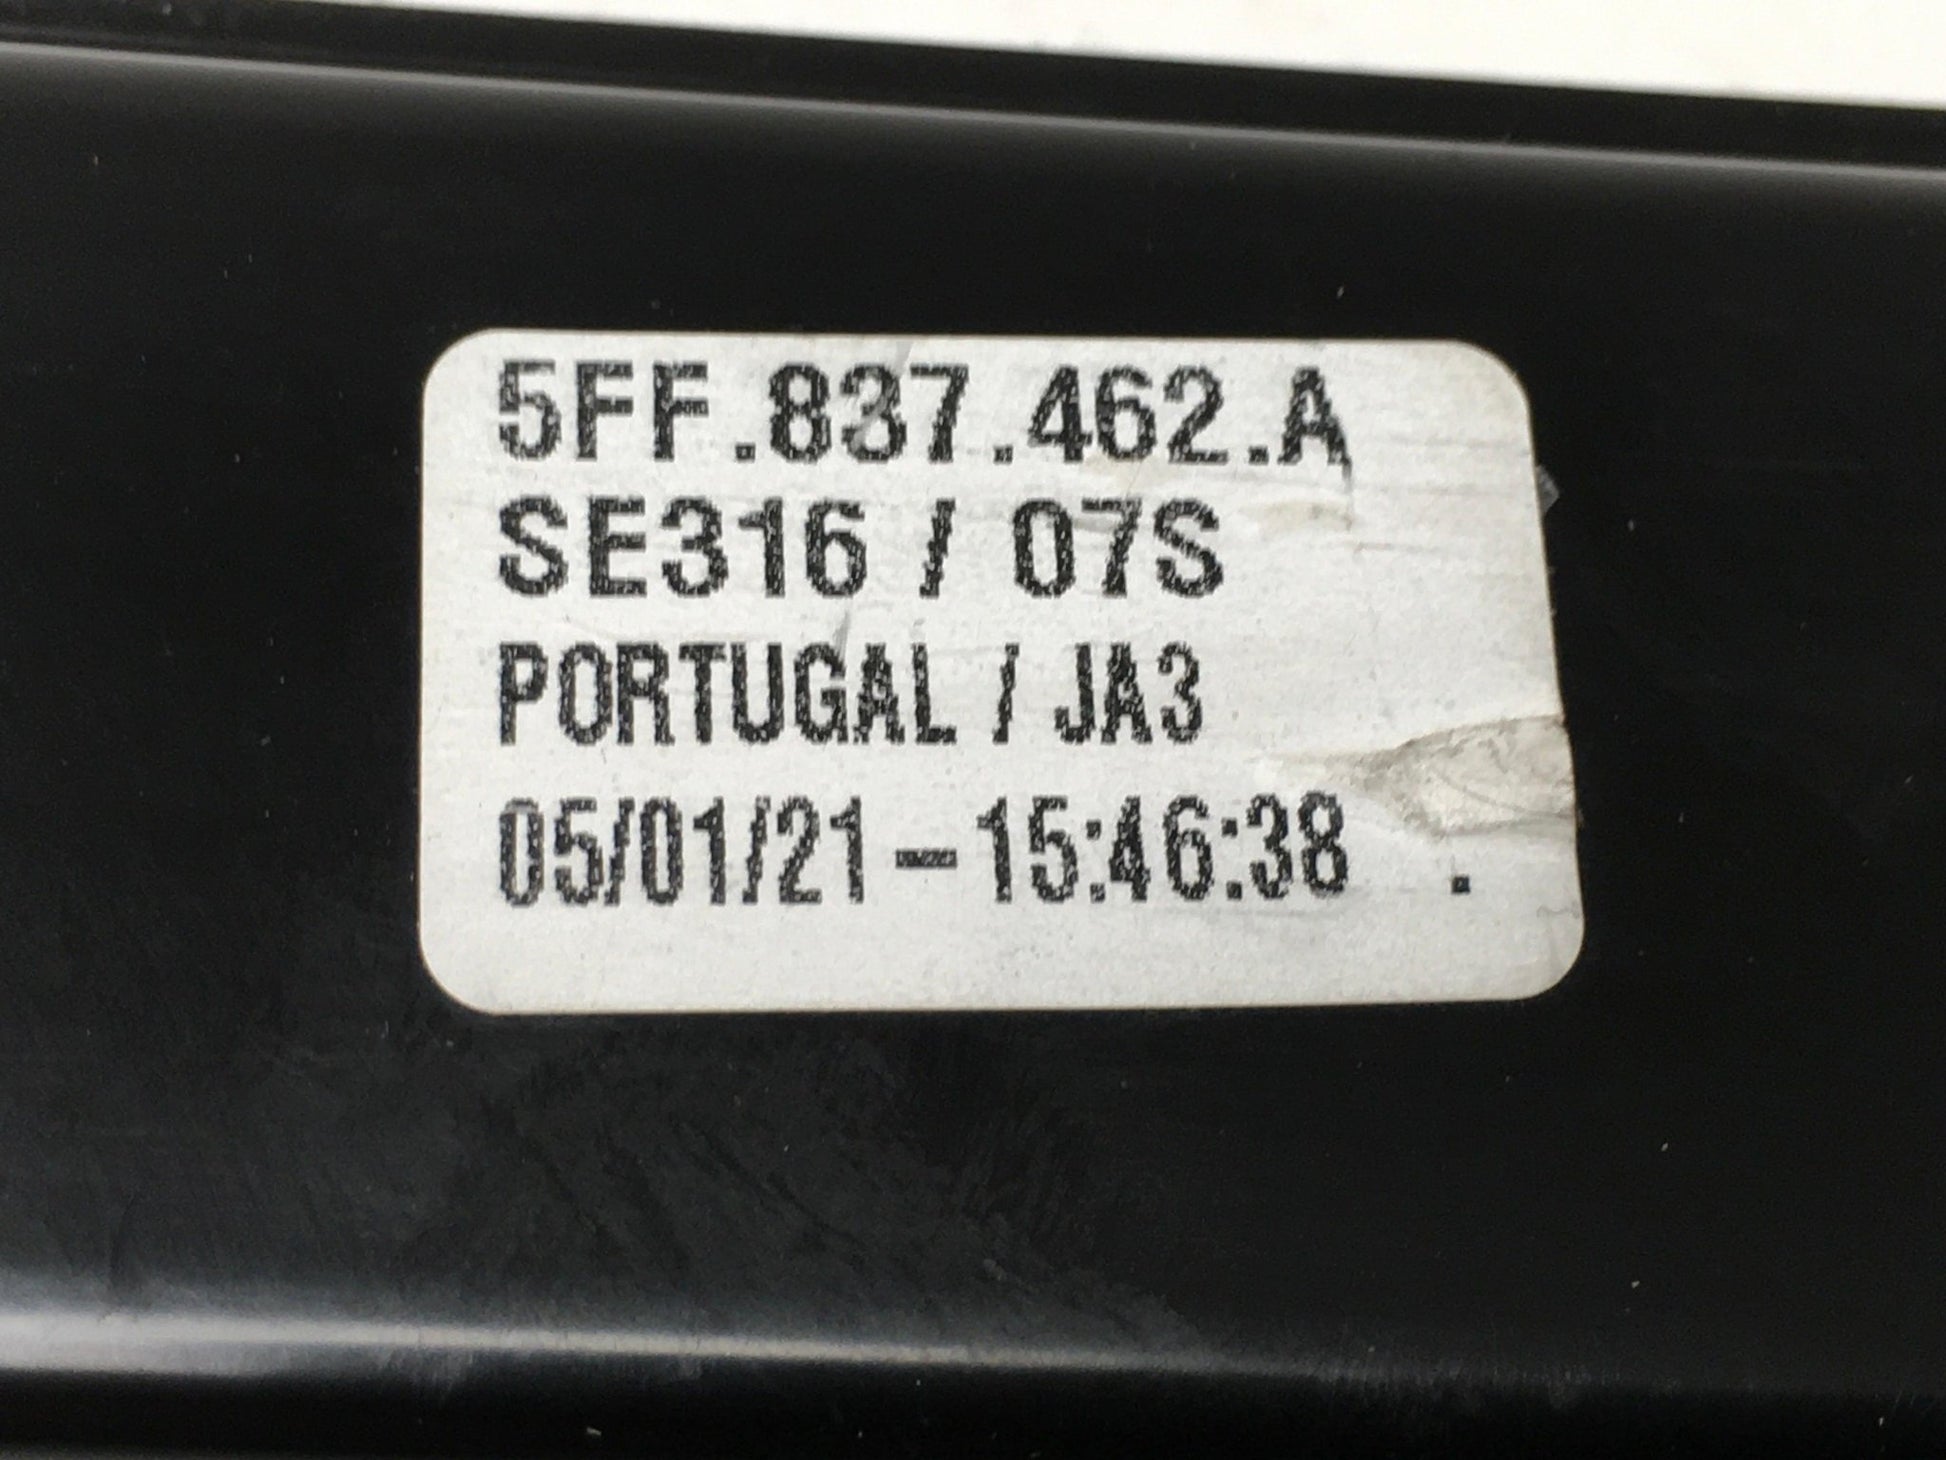 5FF.837.462.A
SE316 / 07S
PORTUGAL / JA3
05/01/21-15:46:38 .